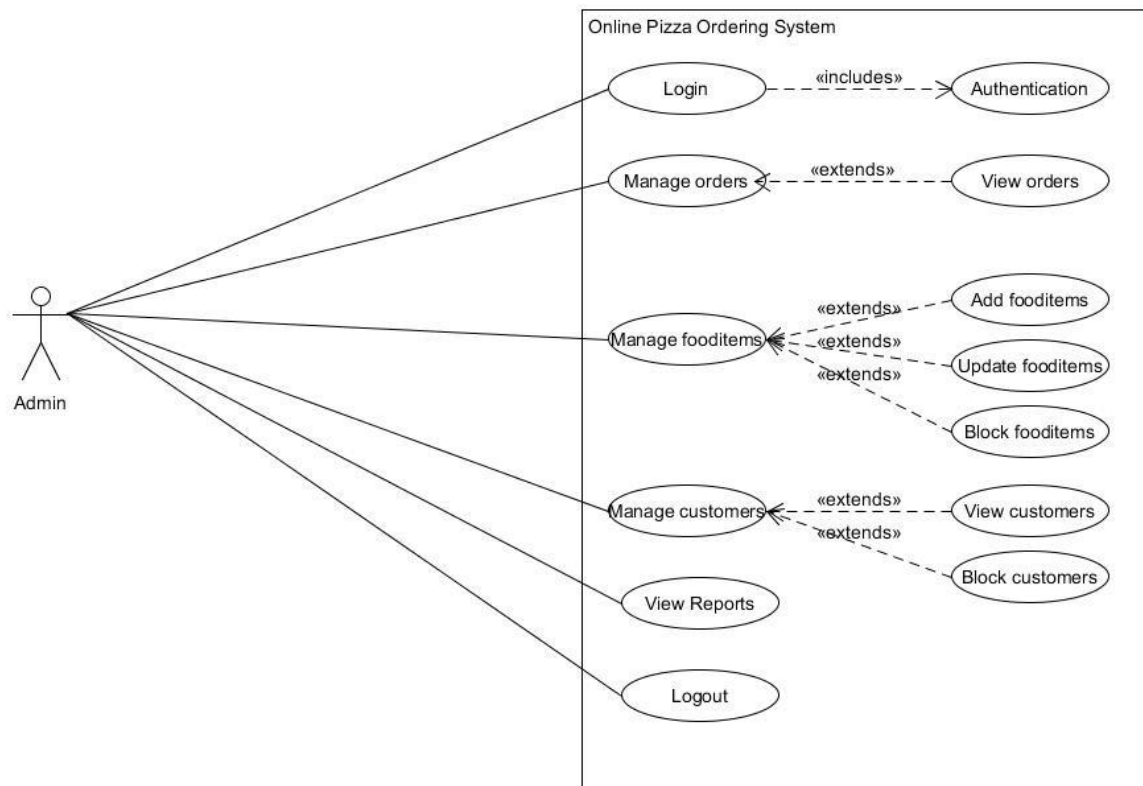 Online Pizza Ordering System
Login
«includes»
Authentication
Manage orders
«extends»
View orders
Admin
Manage fooditems
«extends»
Add fooditems
«extends»
Update fooditems
«extends»
Block fooditems
Manage customers
«extends»
View customers
«extends»
Block customers
View Reports
Logout